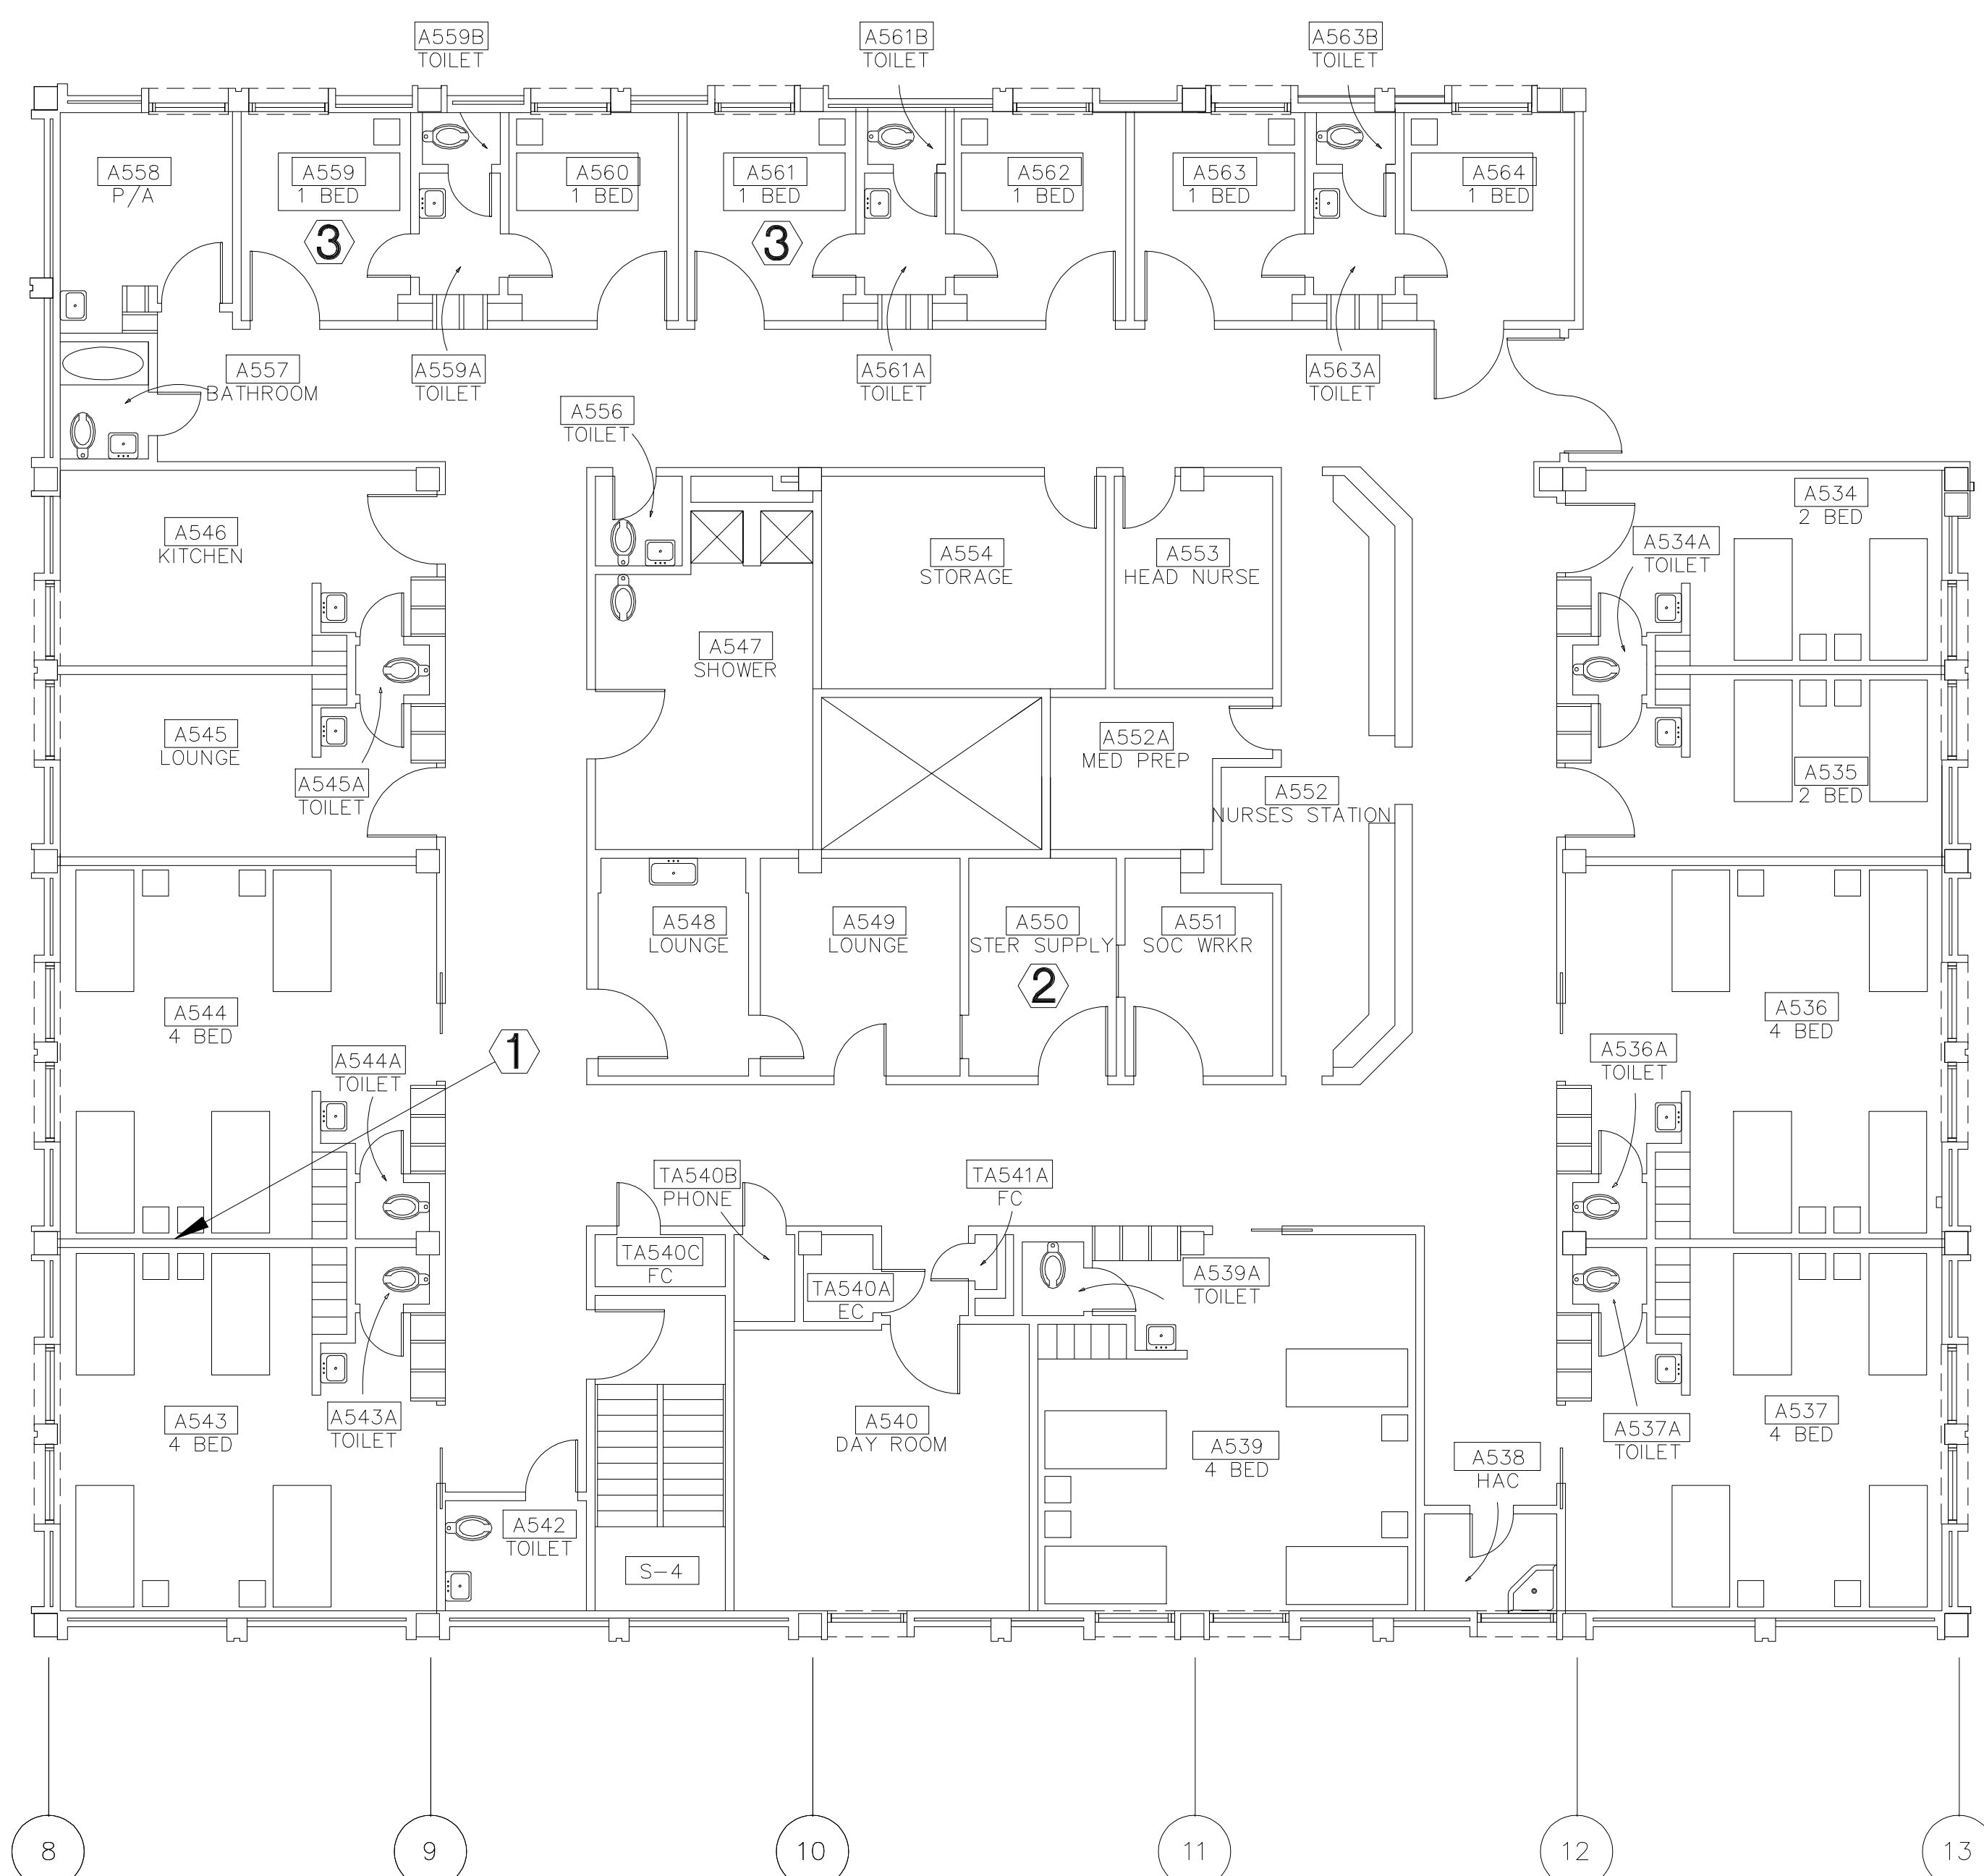 A559B
TOILET
A561B
TOILET
A563B
TOILET
A558
P/A
A559
1 BED
3
A560
1 BED
A561
1 BED
3
A562
1 BED
A563
1 BED
A564
1 BED
A557
BATHROOM
A559A
TOILET
A561A
TOILET
A563A
TOILET
A556
TOILET
A546
KITCHEN
A554
STORAGE
A553
HEAD NURSE
A534
2 BED
A534A
TOILET
A547
SHOWER
A545
LOUNGE
A545A
TOILET
A552A
MED PREP
A552
NURSES STATION
A535
2 BED
A548
LOUNGE
A549
LOUNGE
A550
STER SUPPLY
2
A551
SOC WRKR
A544
4 BED
A544A
TOILET
1
A536
4 BED
A536A
TOILET
TA540B
PHONE
TA541A
FC
TA540C
FC
TA540A
EC
A539A
TOILET
A543
4 BED
A543A
TOILET
A540
DAY ROOM
A539
4 BED
A538
HAC
A537A
TOILET
A537
4 BED
A542
TOILET
S-4
8
9
10
11
12
13